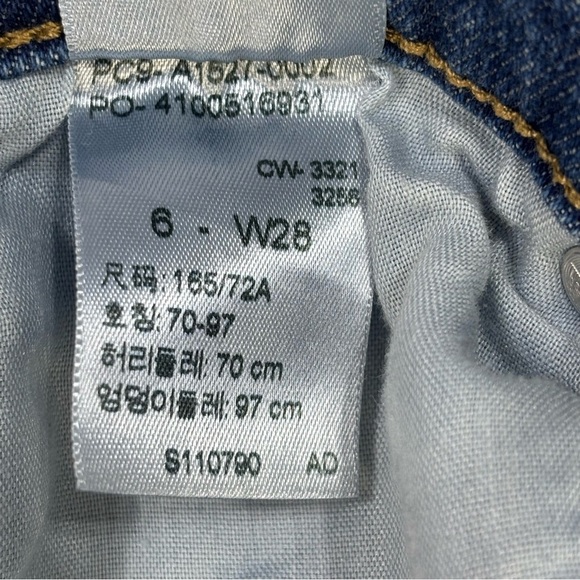 PC9- A1627-0002
PO- 4100516931
CW- 3321
3256
6 - W28
尺码: 165/72A
호칭: 70-97
허리둘레: 70 cm
엉덩이둘레: 97 cm
S110790 AD